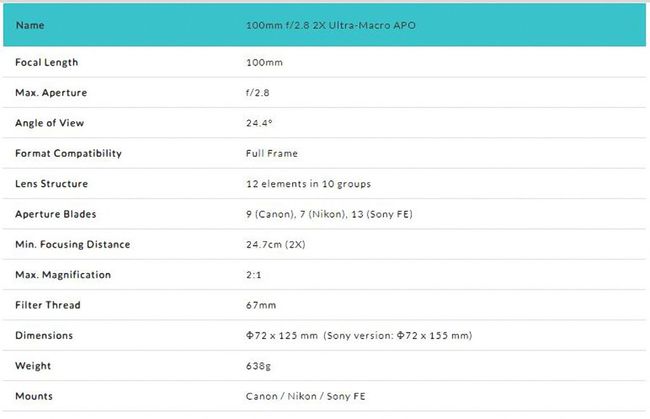 Name 100mm f/2.8 2X Ultra-Macro APO
Focal Length 100mm
Max. Aperture f/2.8
Angle of View 24.4°
Format Compatibility Full Frame
Lens Structure 12 elements in 10 groups
Aperture Blades 9 (Canon), 7 (Nikon), 13 (Sony FE)
Min. Focusing Distance 24.7cm (2X)
Max. Magnification 2:1
Filter Thread 67mm
Dimensions Φ72 x 125 mm (Sony version: Φ72 x 155 mm)
Weight 638g
Mounts Canon / Nikon / Sony FE